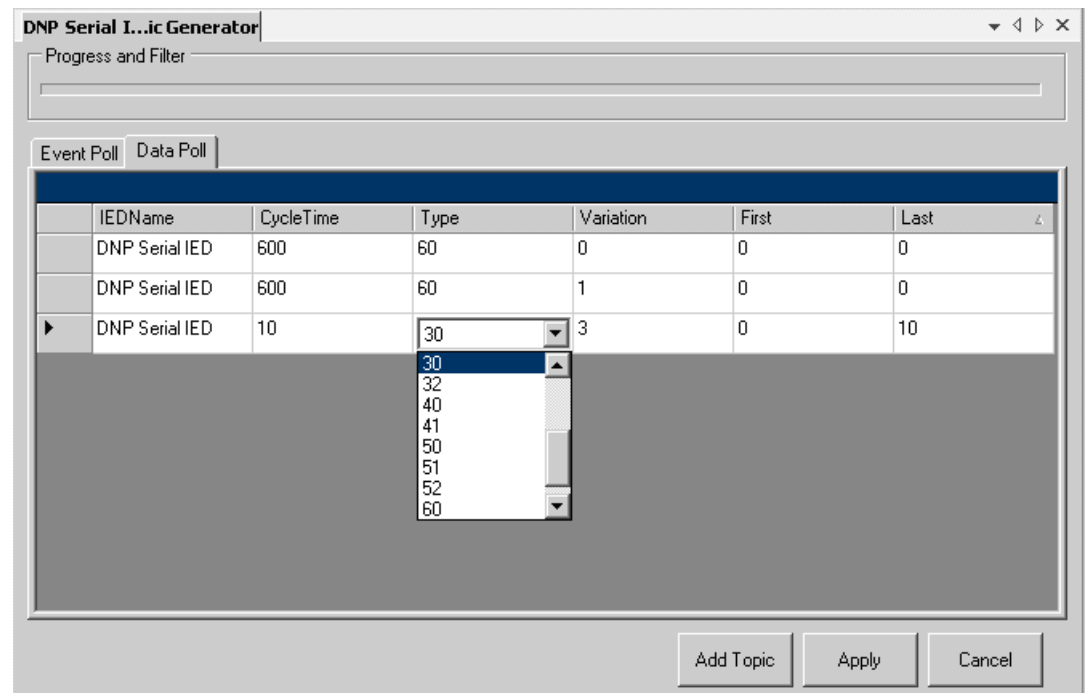 DNP Serial I...ic Generator
Progress and Filter
Event Poll Data Poll
IEDName CycleTime Type Variation First Last
DNP Serial IED 600 60 0 0 0
DNP Serial IED 600 60 1 0 0
DNP Serial IED 10 30 3 0 10
30
32
40
41
50
51
52
60
Add Topic Apply Cancel